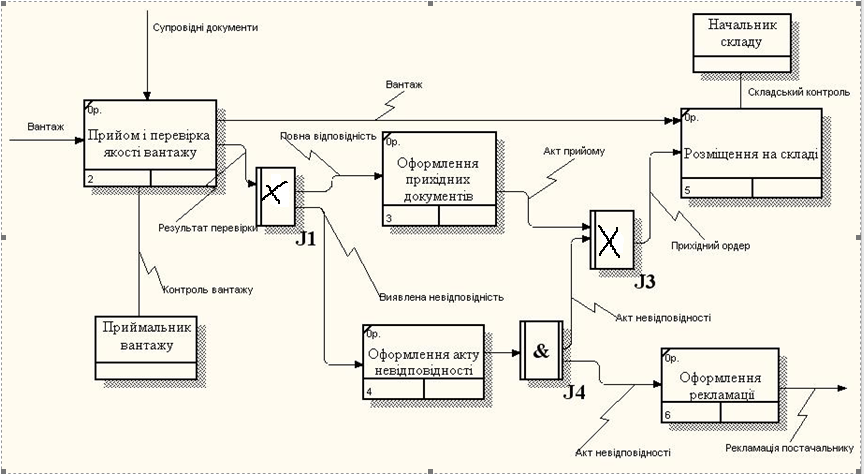 Супровідні документи
Начальник
складу
Вантаж
Складський контроль
Вантаж
0р.
Прийом і перевірка
якості вантажу
2
Повна відповідність
0р.
Оформлення
прихідних
документів
3
Акт прийому
0р.
Розміщення на складі
5
X
J1
Результат перевірки
X
J3
Прихідний ордер
Контроль вантажу
Виявлена невідповідність
Приймальник
вантажу
0р.
Оформлення акту
невідповідності
4
&
J4
Акт невідповідності
0р.
Оформлення
рекламації
6
Акт невідповідності
Рекламація постачальнику